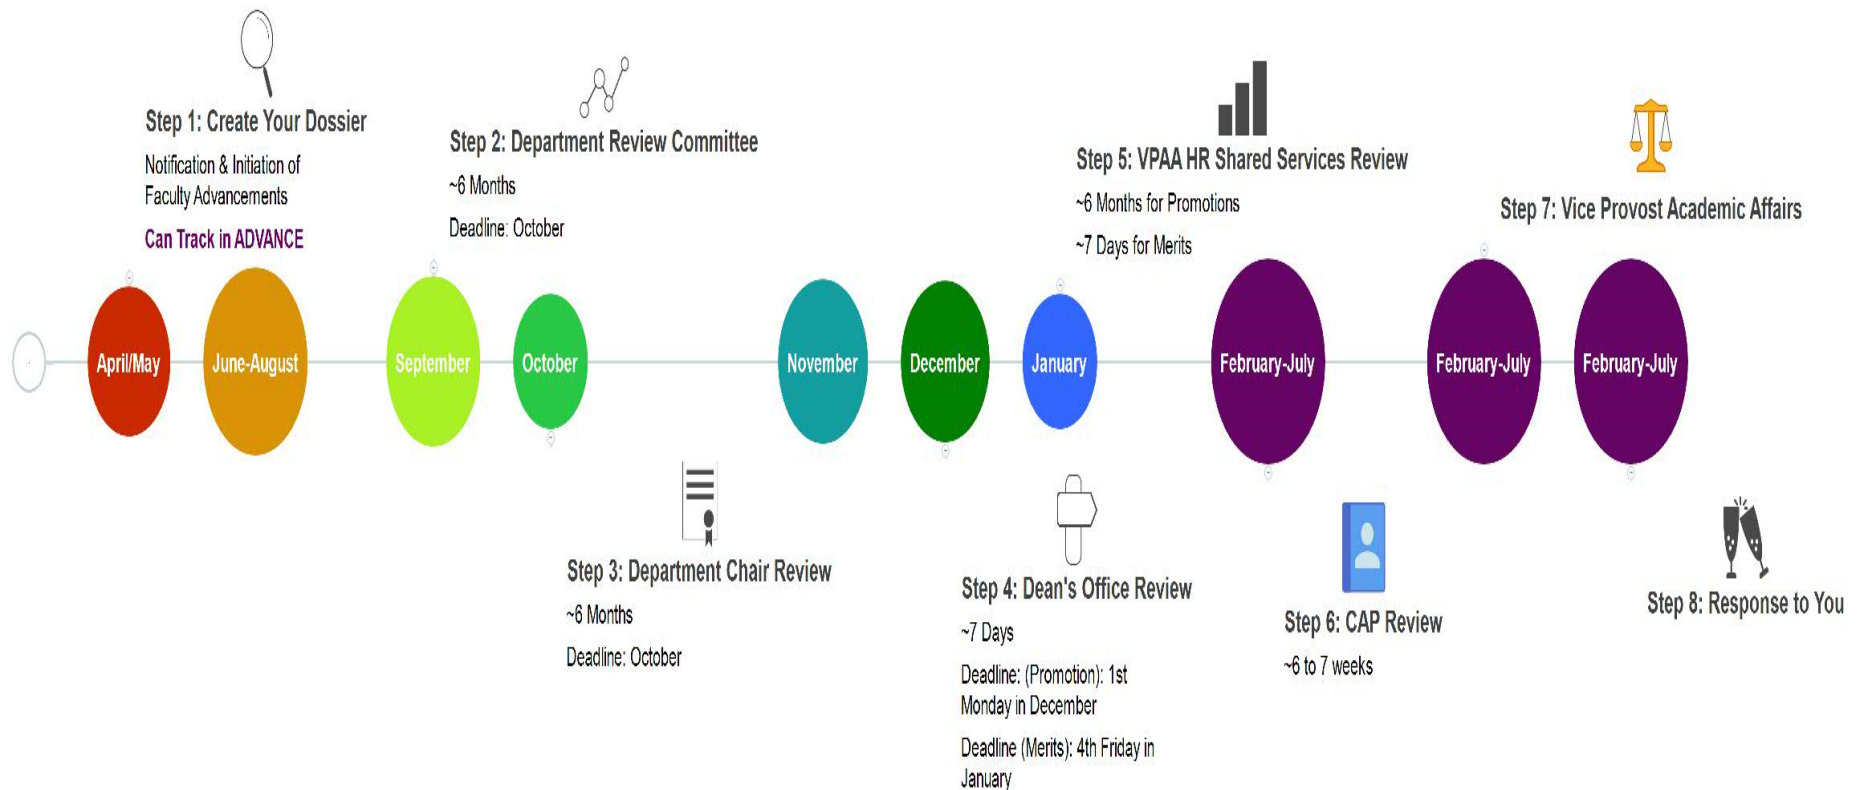 Step 1: Create Your Dossier
Notification & Initiation of
Faculty Advancements
Can Track in ADVANCE
Step 2: Department Review Committee
~6 Months
Deadline: October
Step 5: VPAA HR Shared Services Review
~6 Months for Promotions
~7 Days for Merits
Step 7: Vice Provost Academic Affairs
April/May
June-August
September
October
November
December
January
February-July
February-July
February-July
Step 3: Department Chair Review
~6 Months
Deadline: October
Step 4: Dean's Office Review
~7 Days
Deadline: (Promotion): 1st
Monday in December
Deadline (Merits): 4th Friday in
January
Step 6: CAP Review
~6 to 7 weeks
Step 8: Response to You